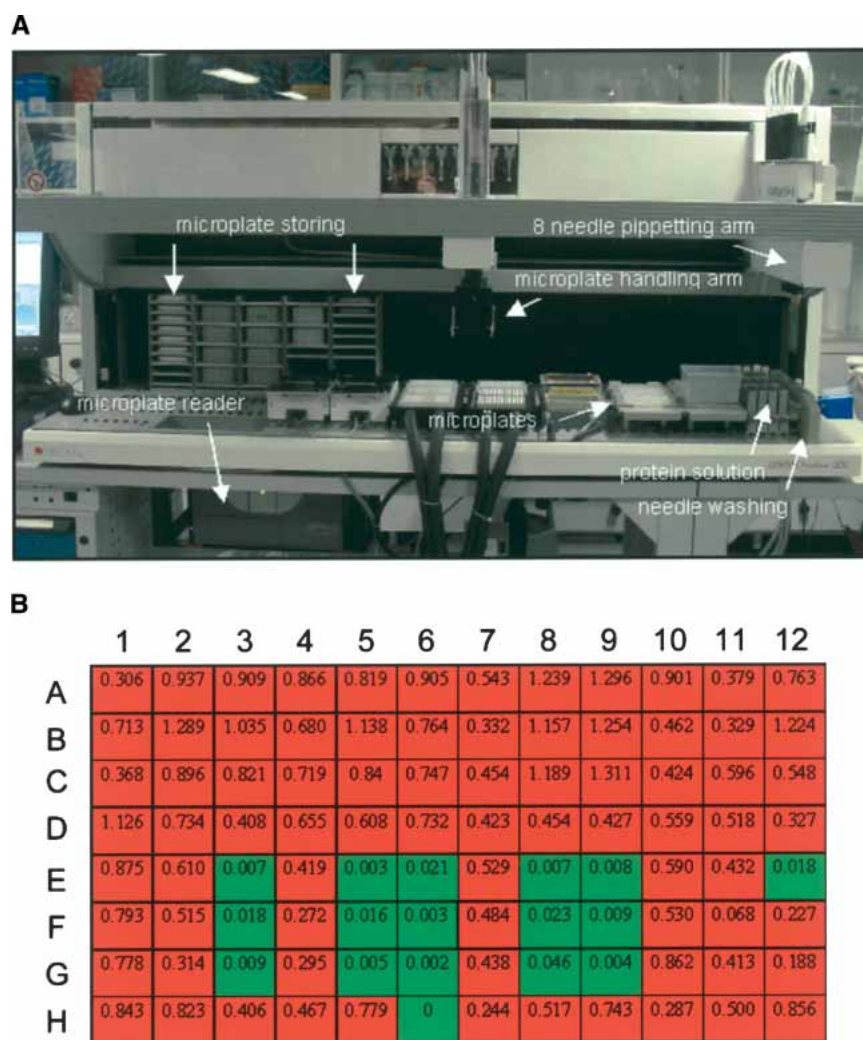 A
microplate storing
8 needle pippetting arm
microplate handling arm
microplate reader
microplates
protein solution
needle washing
B
1 2 3 4 5 6 7 8 9 10 11 12
A 0.306 0.937 0.909 0.866 0.819 0.905 0.543 1.239 1.296 0.901 0.379 0.763
B 0.713 1.289 1.035 0.680 1.138 0.764 0.332 1.157 1.254 0.462 0.329 1.224
C 0.368 0.896 0.821 0.719 0.84 0.747 0.454 1.189 1.311 0.424 0.596 0.548
D 1.126 0.734 0.408 0.655 0.608 0.732 0.423 0.454 0.427 0.559 0.518 0.327
E 0.875 0.610 0.007 0.419 0.003 0.021 0.529 0.007 0.008 0.590 0.432 0.018
F 0.793 0.515 0.018 0.272 0.016 0.003 0.484 0.023 0.009 0.530 0.068 0.227
G 0.778 0.314 0.009 0.295 0.005 0.002 0.438 0.046 0.004 0.862 0.413 0.188
H 0.843 0.823 0.406 0.467 0.779 0 0.244 0.517 0.743 0.287 0.500 0.856